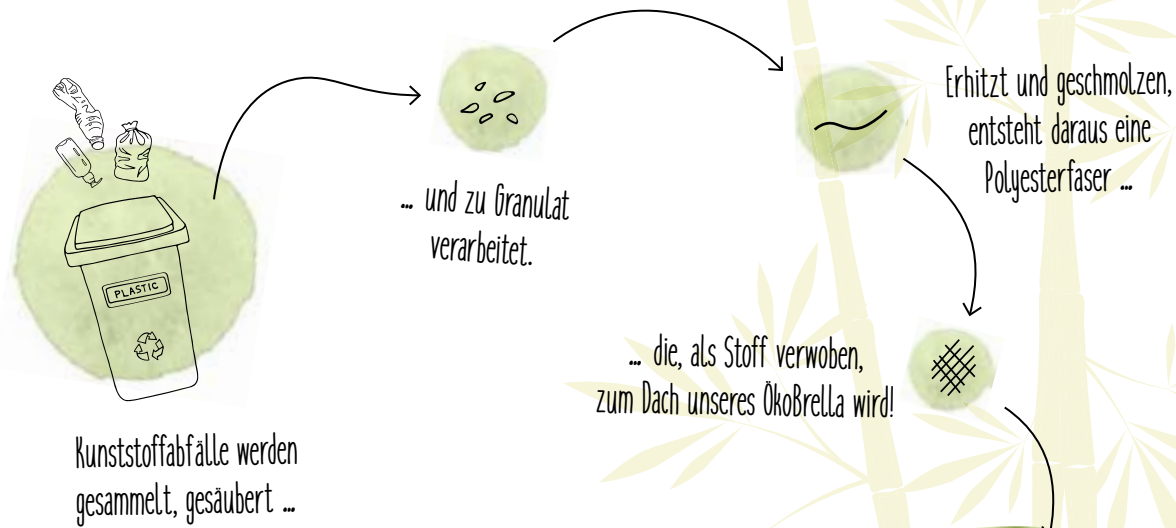 PLASTIC
Kunststoffabfälle werden
gesammelt, gesäubert ...
... und zu Granulat
verarbeitet.
Erhitzt und geschmolzen,
entsteht daraus eine
Polyesterfaser ...
... die, als Stoff verwoben,
zum Dach unseres ÖkoBrella wird!